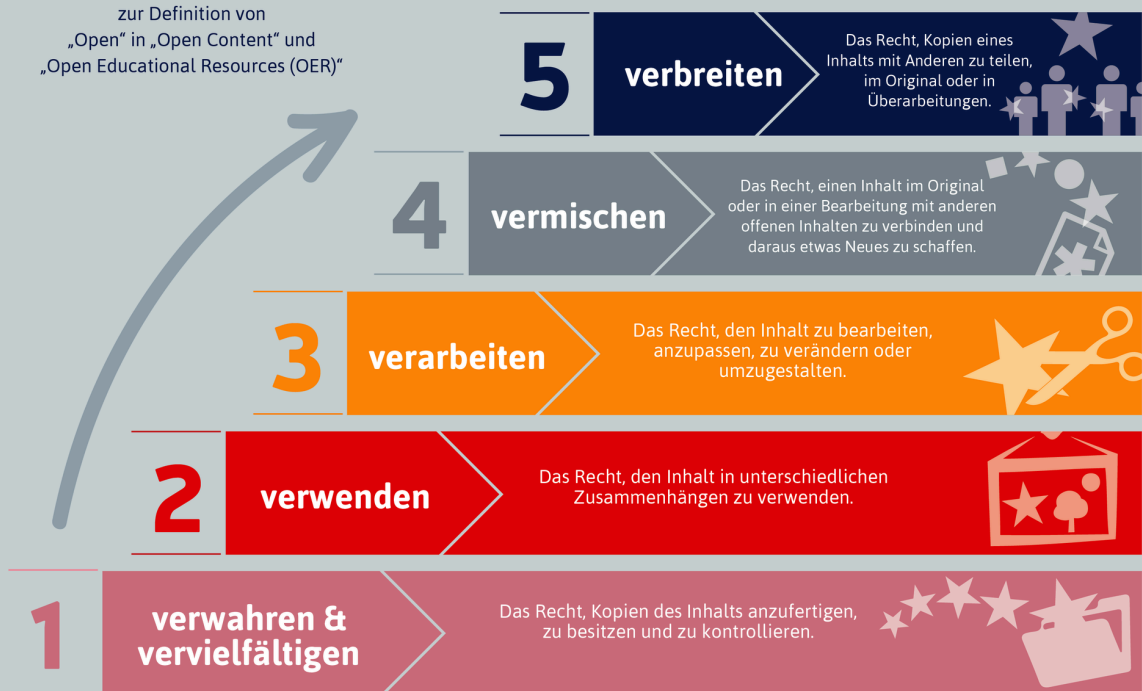 zur Definition von
„Open“ in „Open Content“ und
„Open Educational Resources (OER)“
5
verbreiten
Das Recht, Kopien eines
Inhalts mit Anderen zu teilen,
im Original oder in
Überarbeitungen.
4
vermischen
Das Recht, einen Inhalt im Original
oder in einer Bearbeitung mit anderen
offenen Inhalten zu verbinden und
daraus etwas Neues zu schaffen.
3
verarbeiten
Das Recht, den Inhalt zu bearbeiten,
anzupassen, zu verändern oder
umzugestalten.
2
verwenden
Das Recht, den Inhalt in unterschiedlichen
Zusammenhängen zu verwenden.
1
verwahren &
vervielfältigen
Das Recht, Kopien des Inhalts anzufertigen,
zu besitzen und zu kontrollieren.